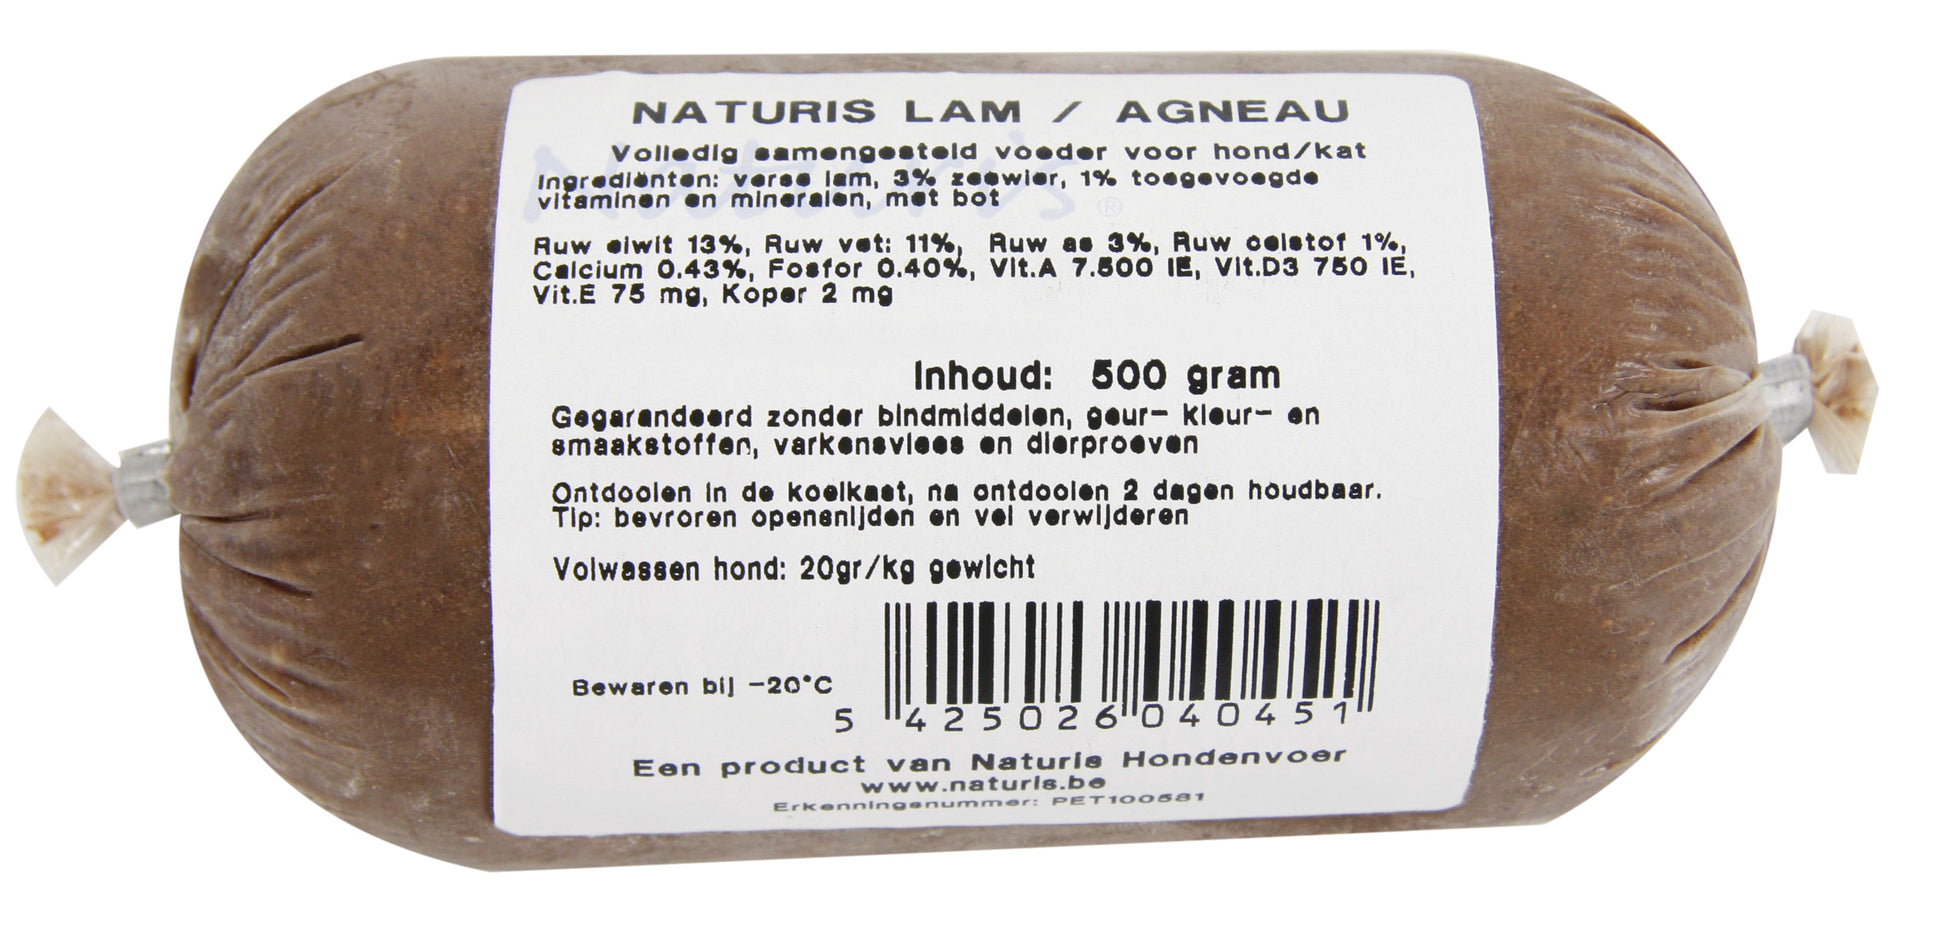 NATURIS LAM / AGNEAU
Volledig samengesteld voeder voor hond/kat
Ingrediënten: verse lam, 3% zeewier, 1% toegevoegde
vitaminen en mineralen, met bot
Naturis®
Ruw eiwit 13%, Ruw vet: 11%, Ruw as 3%, Ruw celstof 1%,
Calcium 0.43%, Fosfor 0.40%, Vit.A 7.500 IE, Vit.D3 750 IE,
Vit.E 75 mg, Koper 2 mg
Inhoud: 500 gram
Gegarandeerd zonder bindmiddelen, geur- kleur- en
smaakstoffen, varkensvlees en dierproeven
Ontdooien in de koelkast, na ontdooien 2 dagen houdbaar.
Tip: bevroren opensnijden en vel verwijderen
Volwassen hond: 20gr/kg gewicht
Bewaren bij -20°C
5 425026 040451
Een product van Naturis Hondenvoer
www.naturis.be
Erkenningsnummer: PET100581